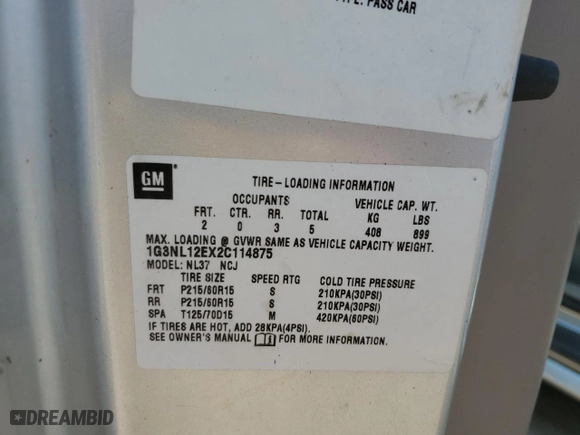 TYPE: PASS CAR
GM
TIRE-LOADING INFORMATION
OCCUPANTS VEHICLE CAP. WT.
FRT. CTR. RR. TOTAL KG LBS
2 0 3 5 408 899
MAX. LOADING @ GVWR SAME AS VEHICLE CAPACITY WEIGHT.
1G3NL12EX2C114875
MODEL: NL37 NCJ
TIRE SIZE SPEED RTG COLD TIRE PRESSURE
FRT P215/60R15 S 210KPA(30PSI)
RR P215/60R15 S 210KPA(30PSI)
SPA T125/70D15 M 420KPA(60PSI)
IF TIRES ARE HOT, ADD 28KPA(4PSI).
SEE OWNER'S MANUAL FOR MORE INFORMATION.
DREAMBID